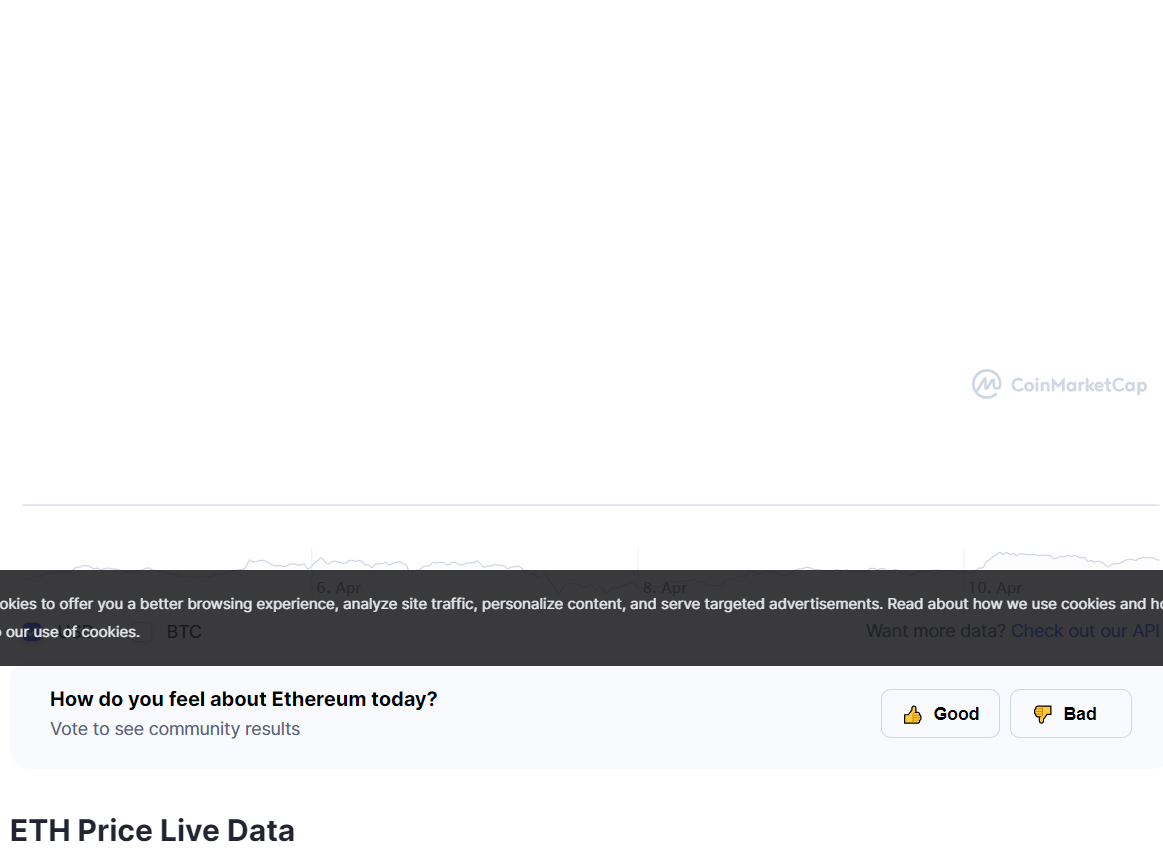 CoinMarketCap
6. Apr
8. Apr
10. Apr
okies to offer you a better browsing experience, analyze site traffic, personalize content, and serve targeted advertisements. Read about how we use cookies and
our use of cookies.
USD
BTC
Want more data? Check out our API
How do you feel about Ethereum today?
Vote to see community results
👍 Good
👎 Bad
ETH Price Live Data